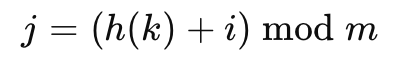 j = (h(k) + i) mod m